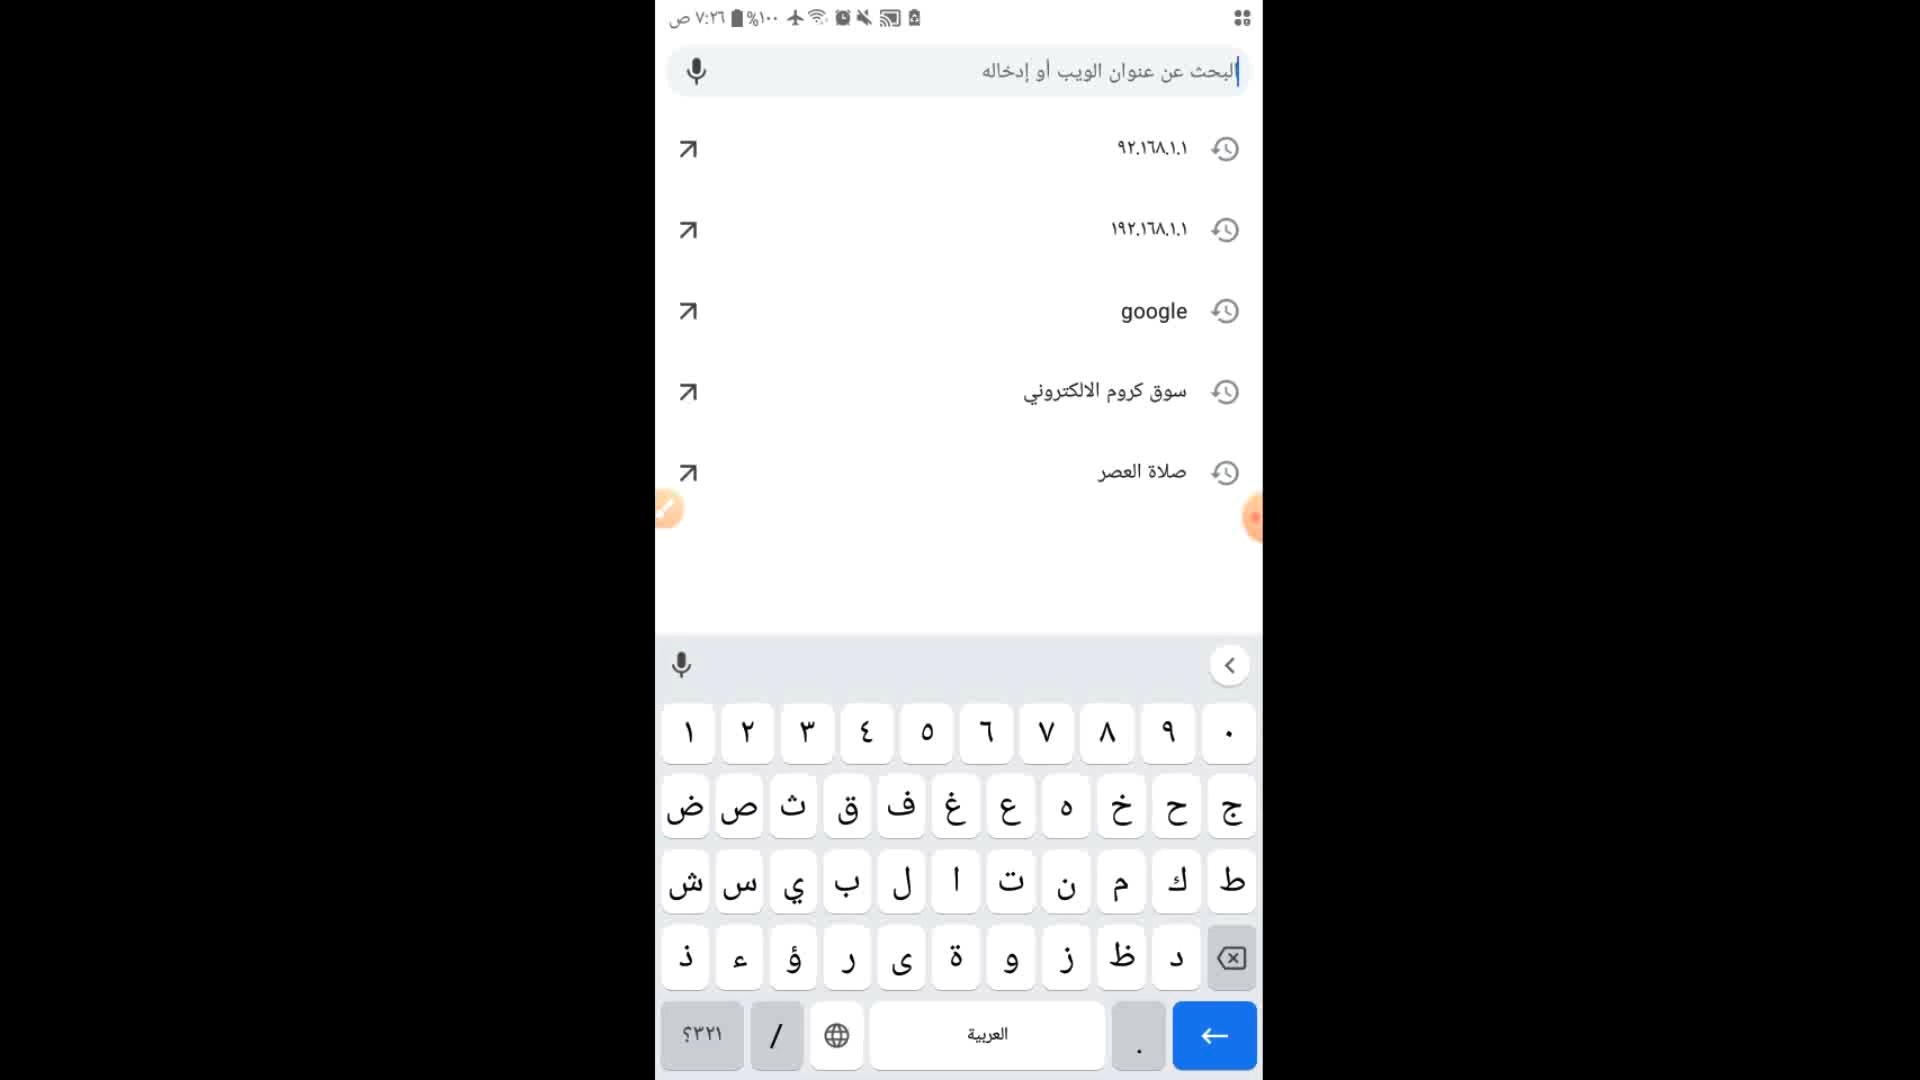 ٧:٢٦ ص ١٠٠%
البحث عن عنوان الويب أو إدخاله
٩٢.١٦٨.١.١
١٩٢.١٦٨.١.١
google
سوق كروم الالكتروني
صلاة العصر
١ ٢ ٣ ٤ ٥ ٦ ٧ ٨ ٩ ٠
ض ص ث ق ف غ ع ه خ ح ج
ش س ي ب ل ا ت ن م ك ط
ذ ء ؤ ر ى ة و ز ظ د
٣٢١؟ / العربية .